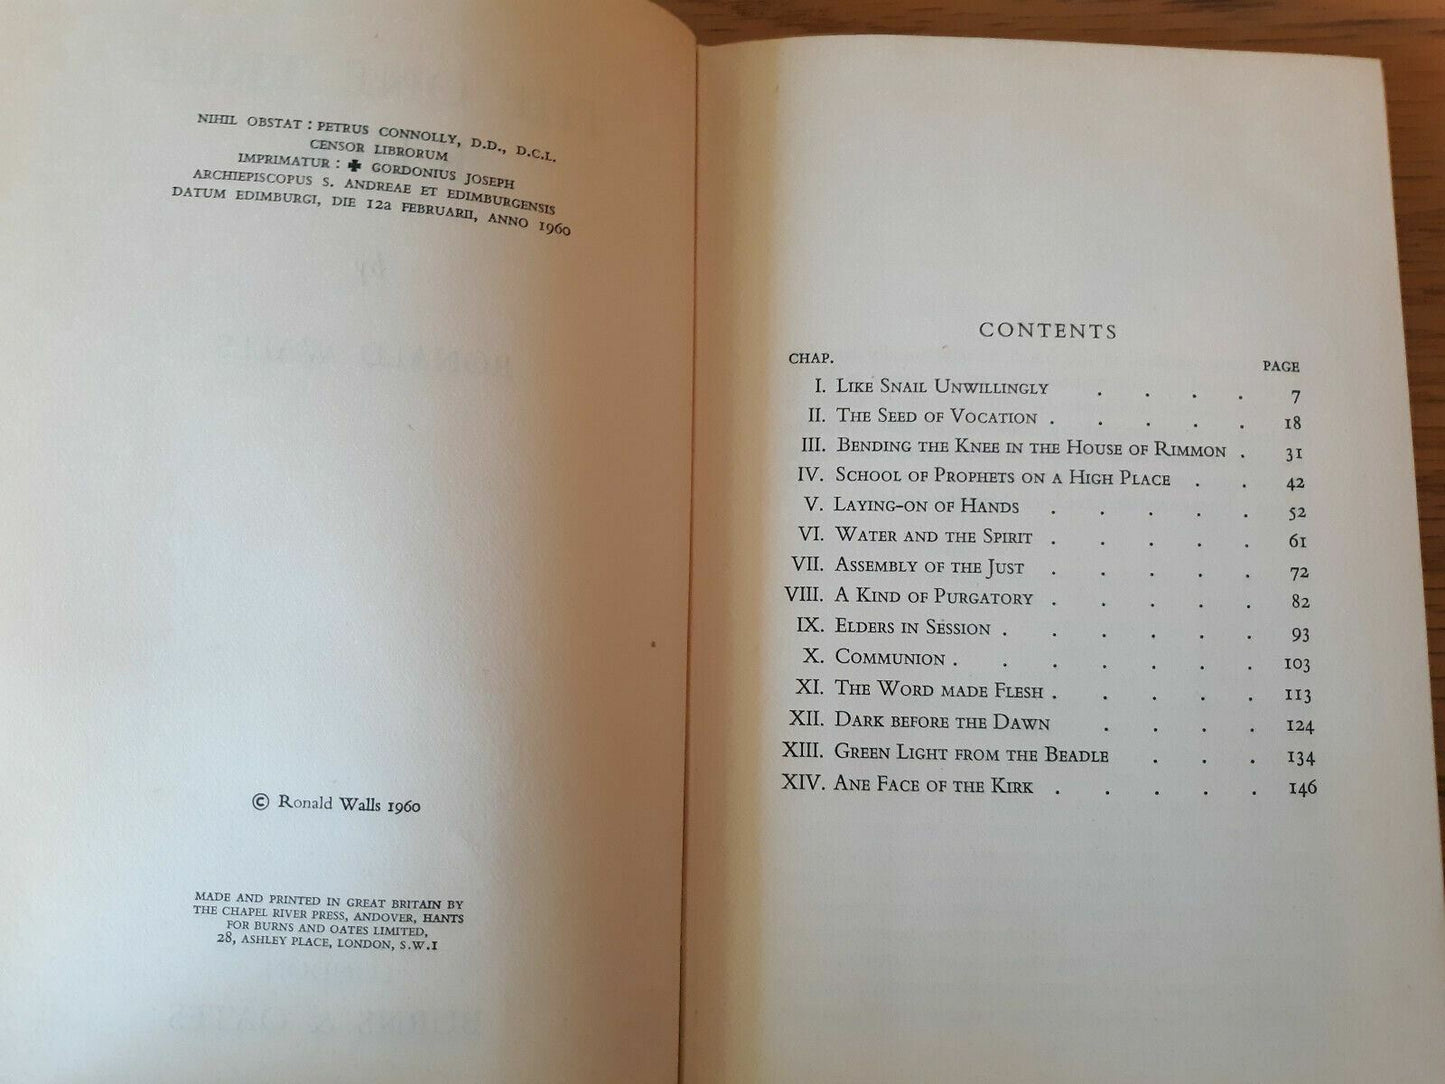 NIHIL OBSTAT : PETRUS CONNOLLY, D.D., D.C.L.
CENSOR LIBRORUM
IMPRIMATUR : ✠ GORDONIUS JOSEPH
ARCHIEPISCOPUS S. ANDREAE ET EDIMBURGENSIS
DATUM EDIMBURGI, DIE 12a FEBRUARII, ANNO 1960
© Ronald Walls 1960
MADE AND PRINTED IN GREAT BRITAIN BY
THE CHAPEL RIVER PRESS, ANDOVER, HANTS
FOR BURNS AND OATES LIMITED,
28, ASHLEY PLACE, LONDON, S.W.1
CONTENTS
CHAP. PAGE
I. LIKE SNAIL UNWILLINGLY . . . . 7
II. THE SEED OF VOCATION . . . . . 18
III. BENDING THE KNEE IN THE HOUSE OF RIMMON . 31
IV. SCHOOL OF PROPHETS ON A HIGH PLACE . . 42
V. LAYING-ON OF HANDS . . . . . 52
VI. WATER AND THE SPIRIT . . . . . 61
VII. ASSEMBLY OF THE JUST . . . . . 72
VIII. A KIND OF PURGATORY . . . . . 82
IX. ELDERS IN SESSION . . . . . . 93
X. COMMUNION . . . . . . . 103
XI. THE WORD MADE FLESH . . . . . 113
XII. DARK BEFORE THE DAWN . . . . 124
XIII. GREEN LIGHT FROM THE BEADLE . . . 134
XIV. ANE FACE OF THE KIRK . . . . . 146